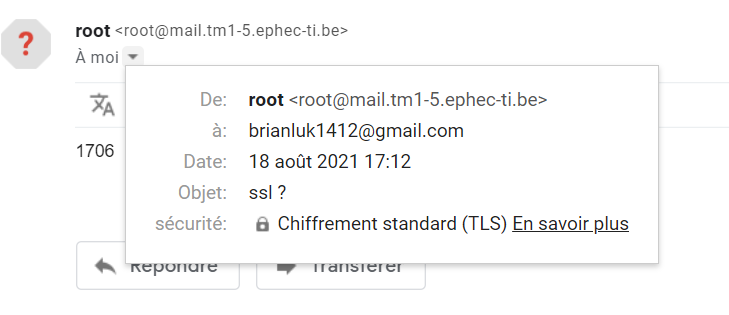 ?
root <root@mail.tm1-5.ephec-ti.be>
À moi
De: root <root@mail.tm1-5.ephec-ti.be>
à: brianluk1412@gmail.com
Date: 18 août 2021 17:12
Objet: ssl ?
sécurité: Chiffrement standard (TLS) En savoir plus
1706
Répondre Transférer